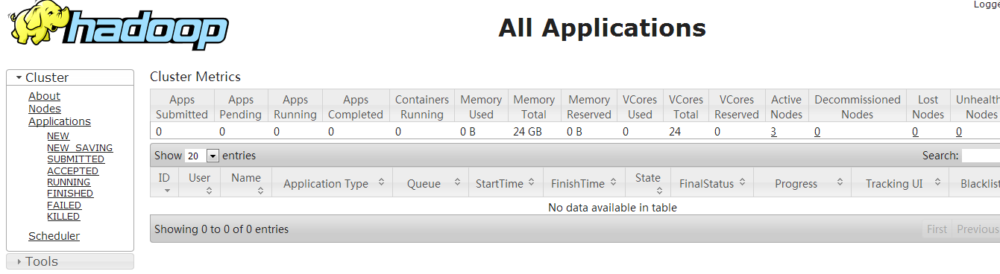 Logge
hadoop
All Applications
Cluster
About
Nodes
Applications
NEW
NEW_SAVING
SUBMITTED
ACCEPTED
RUNNING
FINISHED
FAILED
KILLED
Scheduler
Tools
Cluster Metrics
Apps Submitted Apps Pending Apps Running Apps Completed Containers Running Memory Used Memory Total Memory Reserved VCores Used VCores Total VCores Reserved Active Nodes Decommissioned Nodes Lost Nodes Unhealth Nodes
0 0 0 0 0 0 B 24 GB 0 B 0 24 0 3 0 0 0
Show 20 entries Search:
ID User Name Application Type Queue StartTime FinishTime State FinalStatus Progress Tracking UI Blacklist
No data available in table
Showing 0 to 0 of 0 entries First Previous